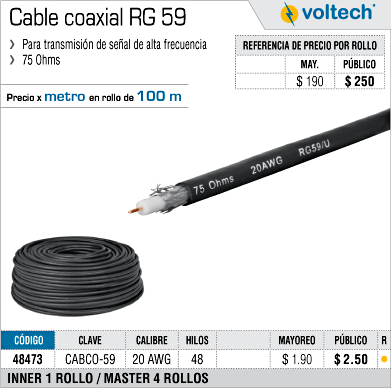 Cable coaxial RG 59
voltech®
Para transmisión de señal de alta frecuencia
75 Ohms
REFERENCIA DE PRECIO POR ROLLO
MAY. PÚBLICO
$ 190 $ 250
Precio x metro en rollo de 100 m
75 Ohms 20AWG RG59/U
CÓDIGO CLAVE CALIBRE HILOS MAYOREO PÚBLICO R
48473 CABCO-59 20 AWG 48 $ 1.90 $ 2.50
INNER 1 ROLLO / MASTER 4 ROLLOS